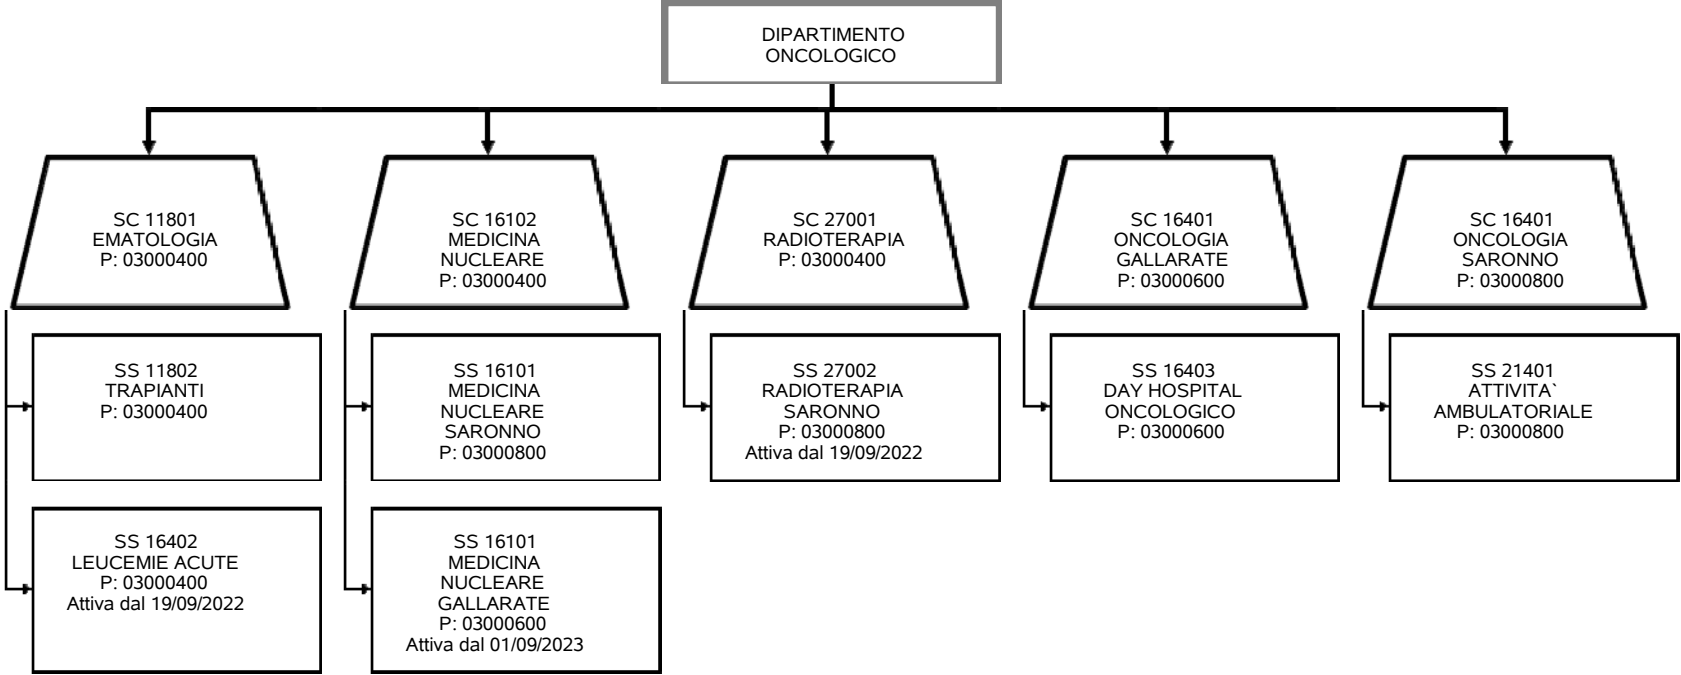 DIPARTIMENTO
ONCOLOGICO
SC 11801
EMATOLOGIA
P: 03000400
SC 16102
MEDICINA
NUCLEARE
P: 03000400
SC 27001
RADIOTERAPIA
P: 03000400
SC 16401
ONCOLOGIA
GALLARATE
P: 03000600
SC 16401
ONCOLOGIA
SARONNO
P: 03000800
SS 11802
TRAPIANTI
P: 03000400
SS 16101
MEDICINA
NUCLEARE
SARONNO
P: 03000800
SS 27002
RADIOTERAPIA
SARONNO
P: 03000800
Attiva dal 19/09/2022
SS 16403
DAY HOSPITAL
ONCOLOGICO
P: 03000600
SS 21401
ATTIVITA`
AMBULATORIALE
P: 03000800
SS 16402
LEUCEMIE ACUTE
P: 03000400
Attiva dal 19/09/2022
SS 16101
MEDICINA
NUCLEARE
GALLARATE
P: 03000600
Attiva dal 01/09/2023